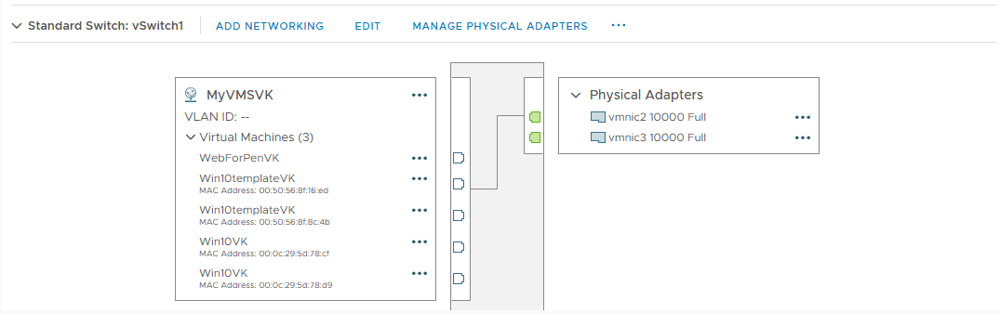 Standard Switch: vSwitch1 ADD NETWORKING EDIT MANAGE PHYSICAL ADAPTERS ...
MyVMSVK ...
VLAN ID: --
Virtual Machines (3)
WebForPenVK ...
Win10templateVK ...
MAC Address: 00:50:56:8f:16:ed
Win10templateVK ...
MAC Address: 00:50:56:8f:8c:4b
Win10VK ...
MAC Address: 00:0c:29:5d:78:cf
Win10VK ...
MAC Address: 00:0c:29:5d:78:d9
Physical Adapters
vmnic2 10000 Full ...
vmnic3 10000 Full ...